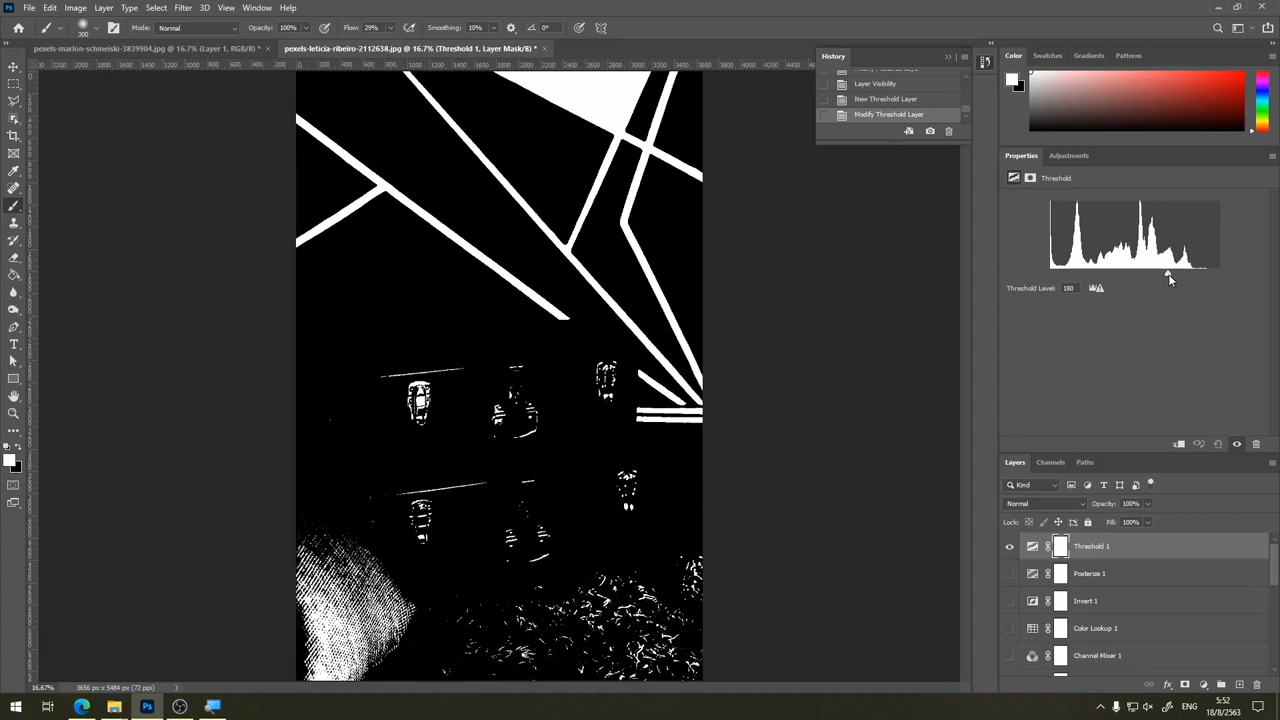 File Edit Image Layer Type Select Filter 3D View Window Help
Mode: Normal Opacity: 100% Flow: 29% Smoothing: 10% 0°
300
pexels-marlon-schmeiski-3839904.jpg @ 16.7% (Layer 1, RGB/8) *
pexels-leticia-ribeiro-2112638.jpg @ 16.7% (Threshold 1, Layer Mask/8) *
History
Layer Visibility
New Threshold Layer
Modify Threshold Layer
Color Swatches Gradients Patterns
Properties Adjustments
Threshold
Threshold Level: 180
Layers Channels Paths
Kind
Normal Opacity: 100%
Lock: Fill: 100%
Threshold 1
Posterize 1
Invert 1
Color Lookup 1
Channel Mixer 1
16.67% 3656 px x 5484 px (72 ppi)
ENG 5:52
18/8/2563